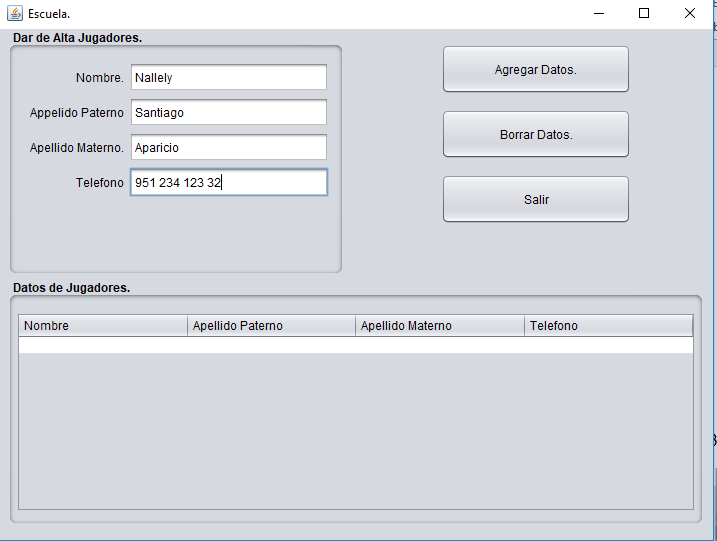 Escuela.
Dar de Alta Jugadores.
Nombre. Nallely
Appelido Paterno Santiago
Apellido Materno. Aparicio
Telefono 951 234 123 32
Agregar Datos.
Borrar Datos.
Salir
Datos de Jugadores.
Nombre Apellido Paterno Apellido Materno Telefono